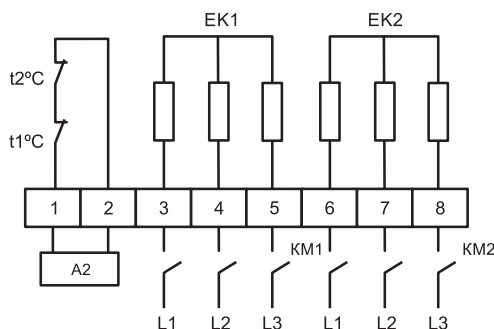 EK1 EK2
t2ºC
t1ºC
1 2 3 4 5 6 7 8
A2
KM1 KM2
L1 L2 L3 L1 L2 L3